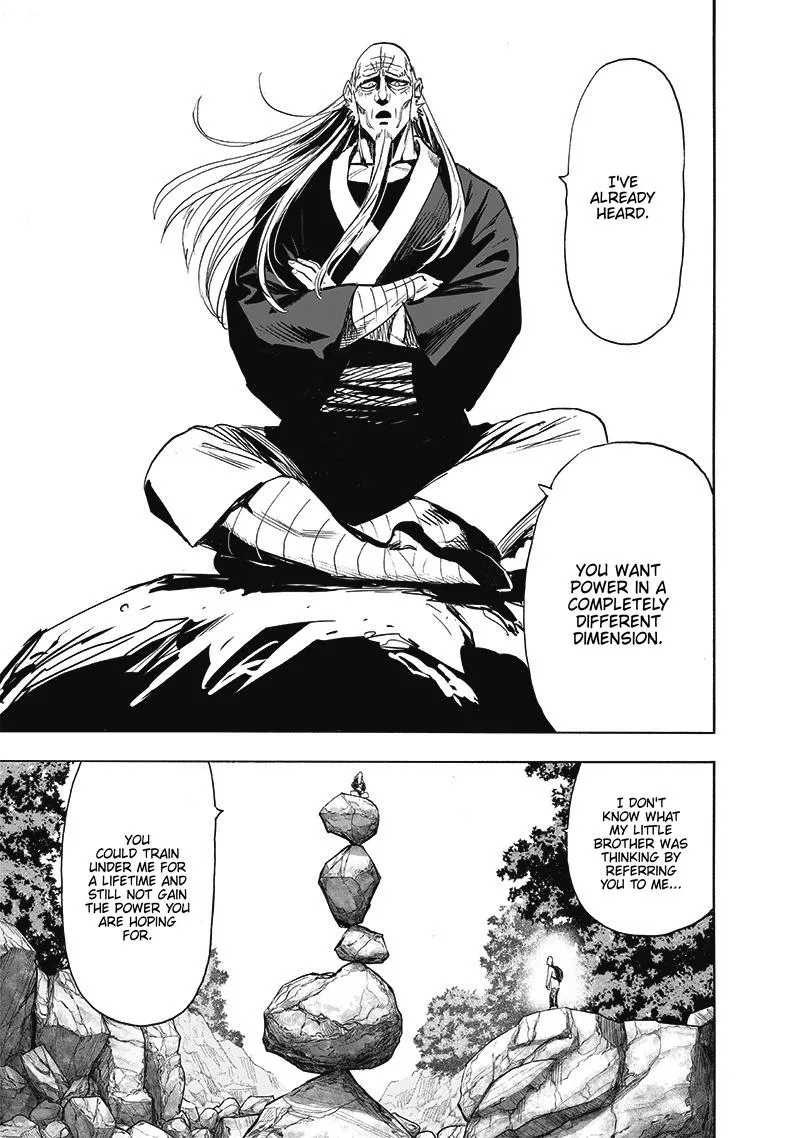 I'VE
ALREADY
HEARD.
YOU WANT
POWER IN A
COMPLETELY
DIFFERENT
DIMENSION.
I DON'T
KNOW WHAT
MY LITTLE
BROTHER WAS
THINKING BY
REFERRING
YOU TO ME...
YOU
COULD TRAIN
UNDER ME FOR
A LIFETIME AND
STILL NOT GAIN
THE POWER YOU
ARE HOPING
FOR.